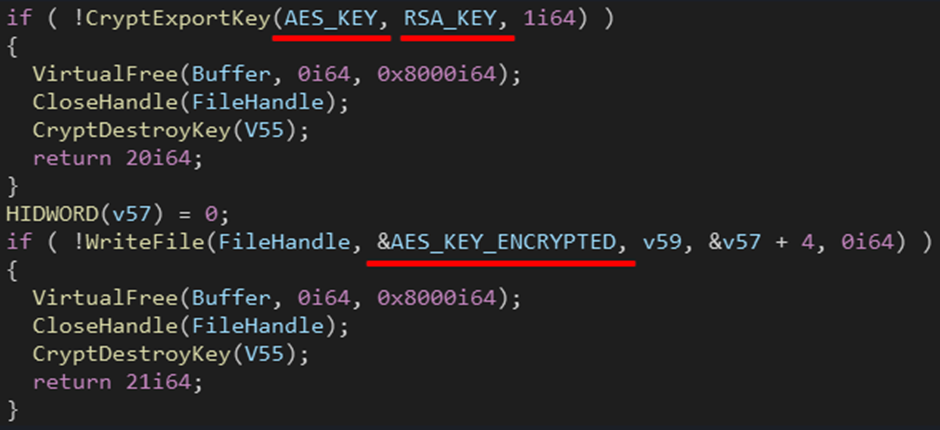 if ( !CryptExportKey(AES_KEY, RSA_KEY, 1i64) )
{
  VirtualFree(Buffer, 0i64, 0x8000i64);
  CloseHandle(FileHandle);
  CryptDestroyKey(V55);
  return 20i64;
}
HIDWORD(v57) = 0;
if ( !WriteFile(FileHandle, &AES_KEY_ENCRYPTED, v59, &v57 + 4, 0i64) )
{
  VirtualFree(Buffer, 0i64, 0x8000i64);
  CloseHandle(FileHandle);
  CryptDestroyKey(V55);
  return 21i64;
}